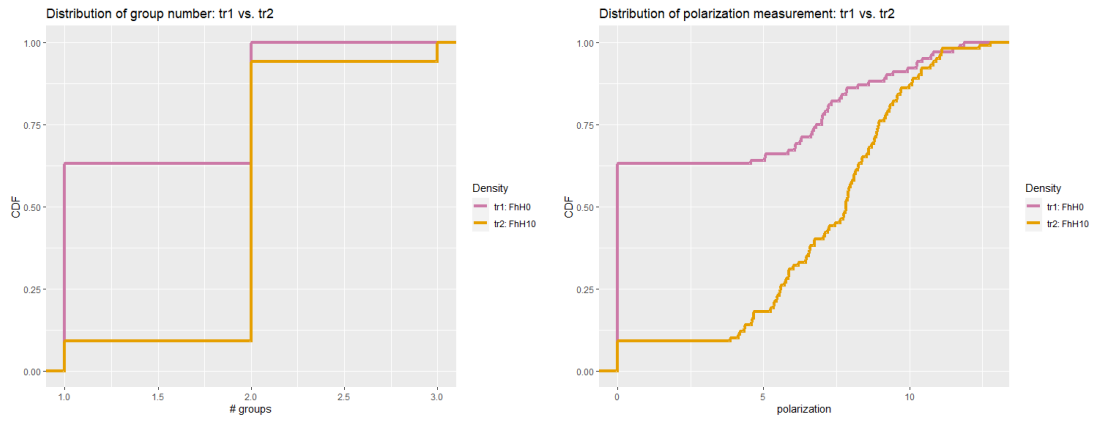 Distribution of group number: tr1 vs. tr2
1.00
0.75
0.50
0.25
0.00
CDF
1.0
1.5
2.0
2.5
3.0
# groups
Density
tr1: FhH0
tr2: FhH10
Distribution of polarization measurement: tr1 vs. tr2
1.00
0.75
0.50
0.25
0.00
CDF
0
5
10
polarization
Density
tr1: FhH0
tr2: FhH10